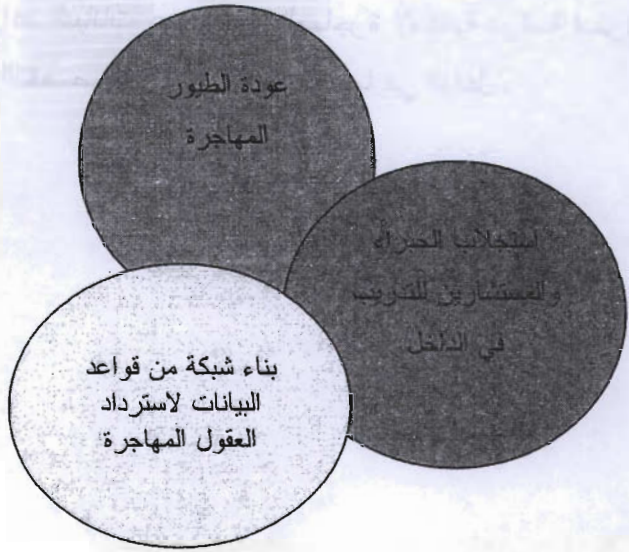 عودة الطيور
المهاجرة
استجلاب الخبراء
والمستشارين للتدريب
في الداخل
بناء شبكة من قواعد
البيانات لاسترداد
العقول المهاجرة